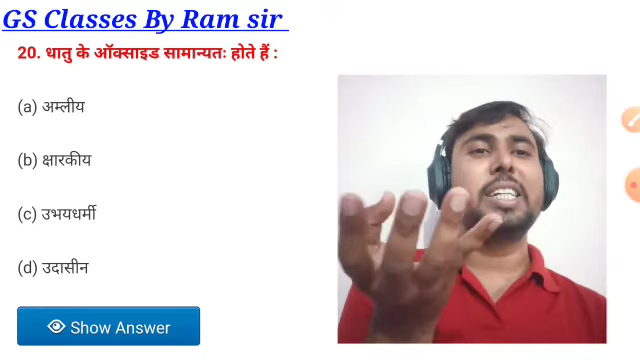 GS Classes By Ram sir
20. धातु के ऑक्साइड सामान्यतः होते हैं :
(a) अम्लीय
(b) क्षारकीय
(c) उभयधर्मी
(d) उदासीन
Show Answer